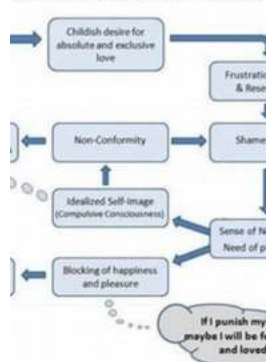 Childish desire for
absolute and exclusive
love
Frustratio
& Rese
Non-Conformity
Shame
Idealized Self-Image
(Compulsive Consciousness)
Sense of N
Need of p
Blocking of happiness
and pleasure
If I punish my
maybe I will be fo
and loved